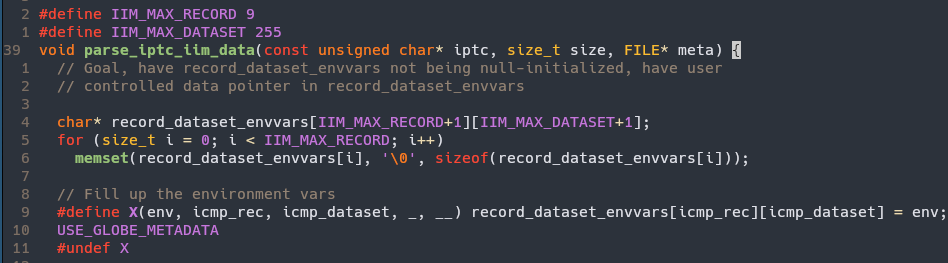 2 #define IIM_MAX_RECORD 9
1 #define IIM_MAX_DATASET 255
39 void parse_iptc_iim_data(const unsigned char* iptc, size_t size, FILE* meta) {
1 // Goal, have record_dataset_envvars not being null-initialized, have user
2 // controlled data pointer in record_dataset_envvars
3
4 char* record_dataset_envvars[IIM_MAX_RECORD+1][IIM_MAX_DATASET+1];
5 for (size_t i = 0; i < IIM_MAX_RECORD; i++)
6 memset(record_dataset_envvars[i], '\0', sizeof(record_dataset_envvars[i]));
7
8 // Fill up the environment vars
9 #define X(env, icmp_rec, icmp_dataset, _, __) record_dataset_envvars[icmp_rec][icmp_dataset] = env;
10 USE_GLOBE_METADATA
11 #undef X